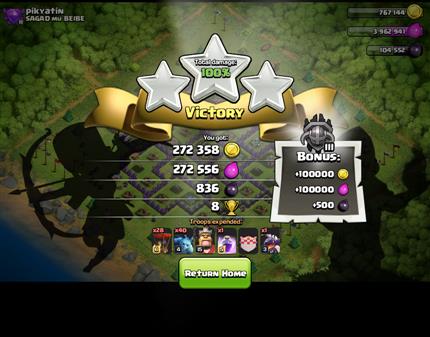 pikyatin
SAGAD mu BEIBE
767 144
3 962 941
104 552
Total damage:
100%
Victory
You got:
272 358
272 556
836
8
III
Bonus:
+100000
+100000
+500
Troops expended:
x28 x40 x1 x1
Return Home